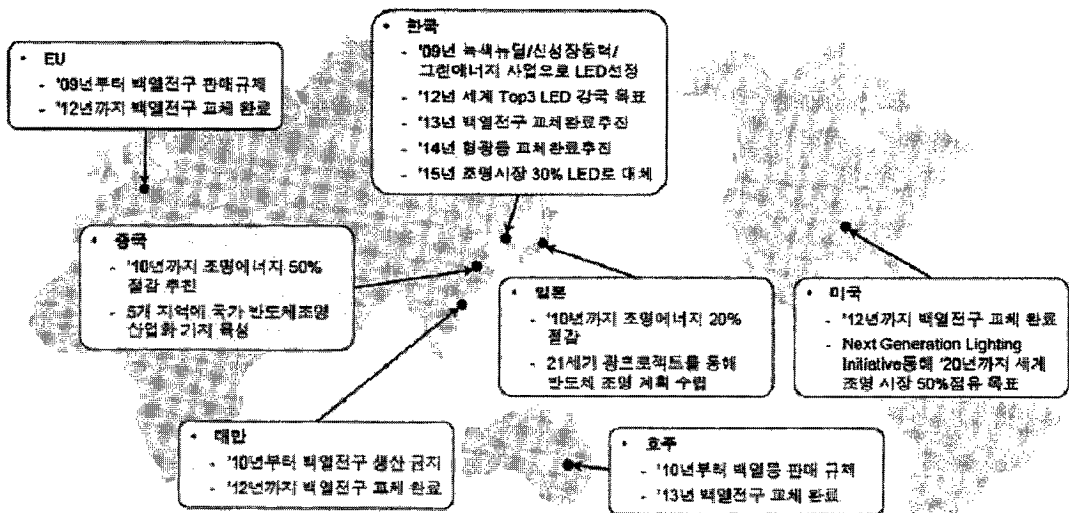 • EU
- '09년부터 백열전구 판매규제
- '12년까지 백열전구 교체 완료
• 한국
- '09년 녹색뉴딜/신성장동력/
그린에너지 사업으로 LED선정
- '12년 세계 Top3 LED 강국 목표
- '13년 백열전구 교체완료추진
- '14년 형광등 교체완료추진
- '15년 조명시장 30% LED로 대체
• 중국
- '10년까지 조명에너지 50%
절감 추진
- 5개 지역에 국가 반도체조명
산업화 기지 육성
• 일본
- '10년까지 조명에너지 20%
절감
- 21세기 광프로젝트를 통해
반도체 조명 계획 수립
• 미국
- '12년까지 백열전구 교체 완료
- Next Generation Lighting
Initiative통해 '20년까지 세계
조명 시장 50%점유 목표
• 대만
- '10년부터 백열전구 생산 금지
- '12년까지 백열전구 교체 완료
• 호주
- '10년부터 백열등 판매 규제
- '13년 백열전구 교체 완료